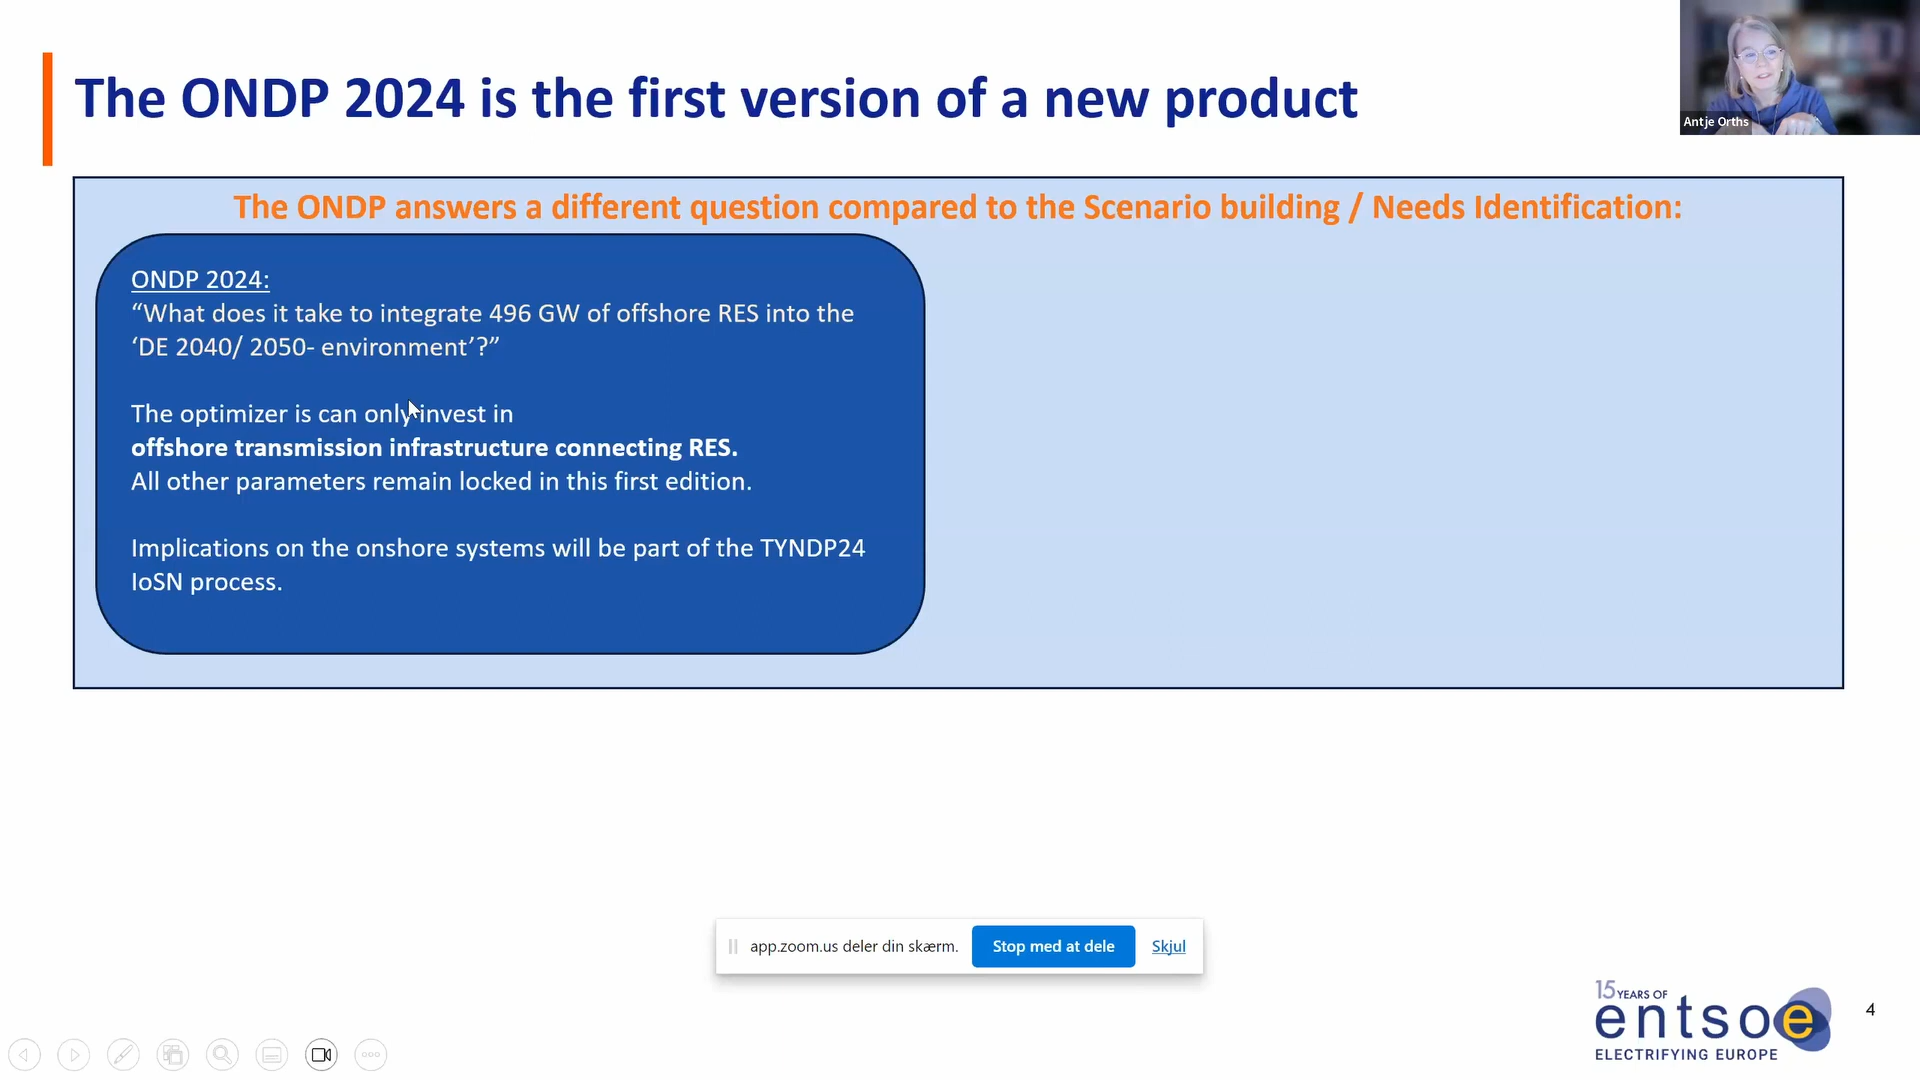 The ONDP 2024 is the first version of a new product
Antje Orths
The ONDP answers a different question compared to the Scenario building / Needs Identification:
ONDP 2024:
“What does it take to integrate 496 GW of offshore RES into the
‘DE 2040/ 2050- environment’?”
The optimizer is can only invest in
offshore transmission infrastructure connecting RES.
All other parameters remain locked in this first edition.
Implications on the onshore systems will be part of the TYNDP24
IoSN process.
app.zoom.us deler din skærm.
Stop med at dele
Skjul
15 YEARS OF
entsoe
ELECTRIFYING EUROPE
4